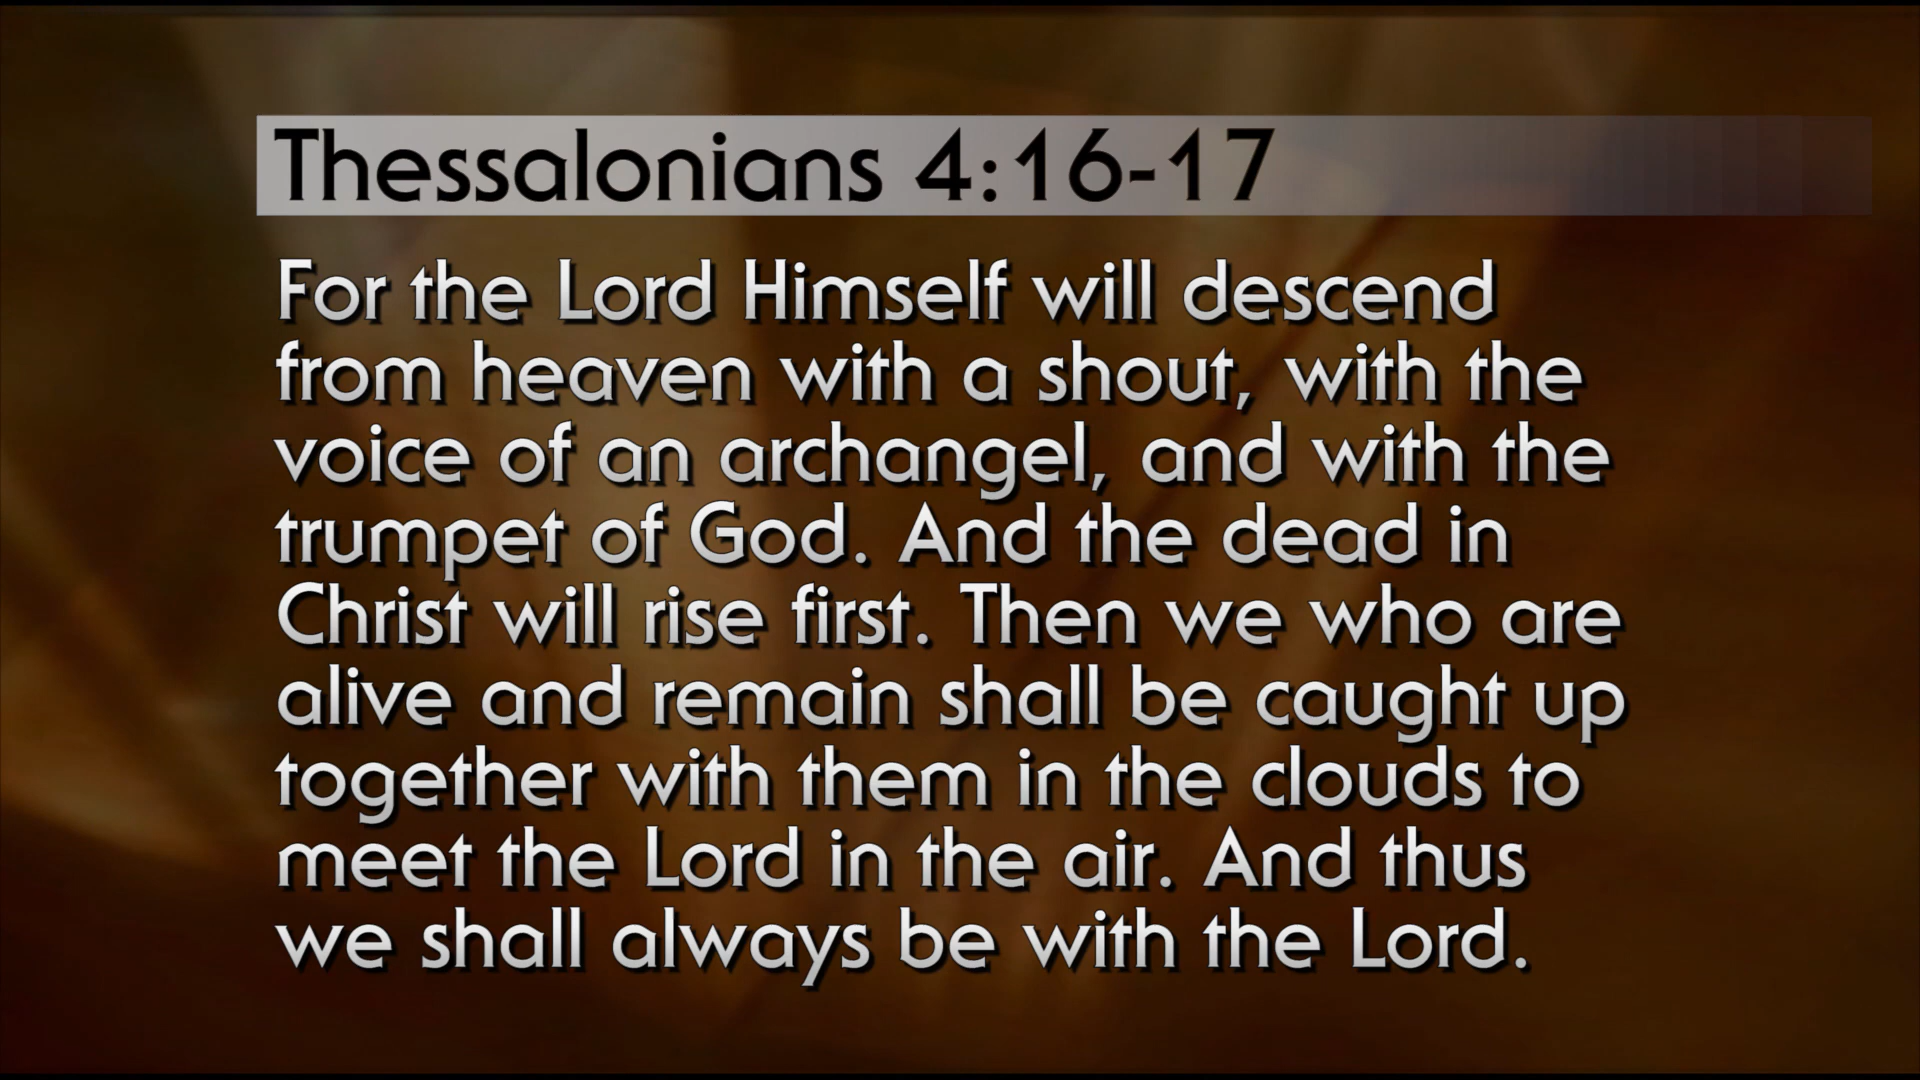 Thessalonians 4:16-17
For the Lord Himself will descend
from heaven with a shout, with the
voice of an archangel, and with the
trumpet of God. And the dead in
Christ will rise first. Then we who are
alive and remain shall be caught up
together with them in the clouds to
meet the Lord in the air. And thus
we shall always be with the Lord.